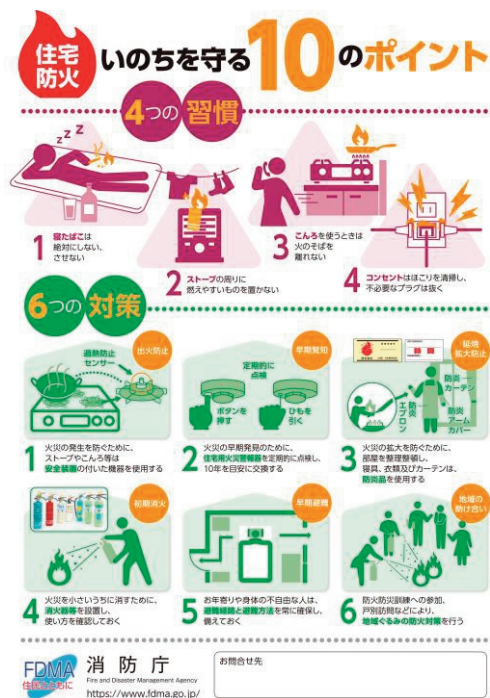 住宅
防火
いのちを守る10のポイント
4つの習慣
z z z
1 寝たばこは
絶対にしない、
させない
2 ストーブの周りに
燃えやすいものを置かない
3 こんろを使うときは
火のそばを
離れない
4 コンセントはほこりを清掃し、
不必要なプラグは抜く
6つの対策
出火防止
過熱防止
センサー
1 火災の発生を防ぐために、
ストーブやこんろ等は
安全装置の付いた機器を使用する
早期覚知
定期的に
点検
ボタンを
押す
ひもを
引く
2 火災の早期発見のために、
住宅用火災警報器を定期的に点検し、
10年を目安に交換する
延焼
拡大防止
防炎
カーテン
防炎
エプロン
防炎
アーム
カバー
3 火災の拡大を防ぐために、
部屋を整理整頓し、
寝具、衣類及びカーテンは、
防炎品を使用する
初期消火
4 火災を小さいうちに消すために、
消火器等を設置し、
使い方を確認しておく
早期避難
5 お年寄りや身体の不自由な人は、
避難経路と避難方法を常に確保し、
備えておく
地域の
助け合い
6 防火防災訓練への参加、
戸別訪問などにより、
地域ぐるみの防火対策を行う
FDMA
住民とともに
消防庁
Fire and Disaster Management Agency
https://www.fdma.go.jp/
お問合せ先